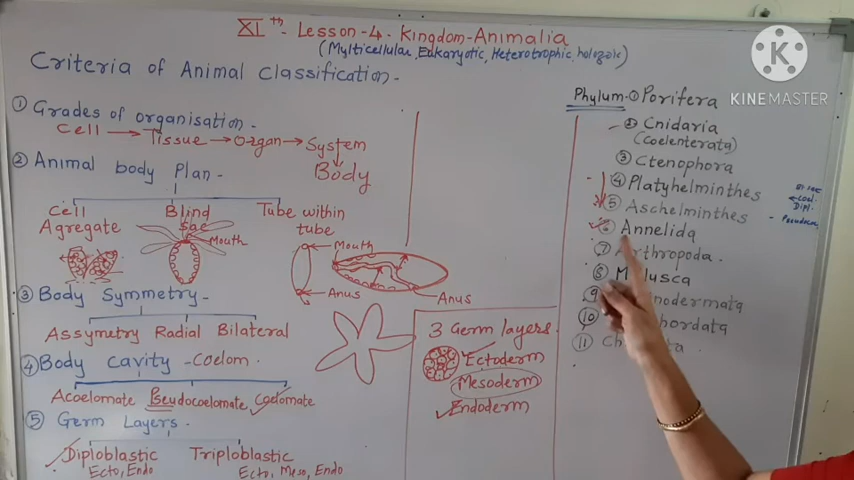 XIth Lesson-4. Kingdom-Animalia
(Myticellular, Eukaryotic, Heterotrophic, holozoic)
Criteria of Animal Classification-
① Grades of organisation.
Cell → Tissue → Organ → System
Body
② Animal body Plan.
Cell Agregate
Blind Sac
Mouth
Tube within tube
Mouth
Anus
Anus
③ Body Symmetry-
Assymetry Radial Bilateral
④ Body cavity - Coelom.
Acoelomate Pseudocoelomate Coelomate
⑤ Germ Layers.
Diploblastic Triploblastic
Ecto, Endo Ecto, Meso, Endo
3 Germ layers
Ectoderm
Mesoderm
Endoderm
Phylum-① Porifera
② Cnidaria
(Coelenterata)
③ Ctenophora
④ Platyhelminthes
⑤ Aschelminthes
⑥ Annelida
⑦ Arthropoda.
⑧ Mollusca
⑨
⑩ chordata
⑪
KINEMASTER